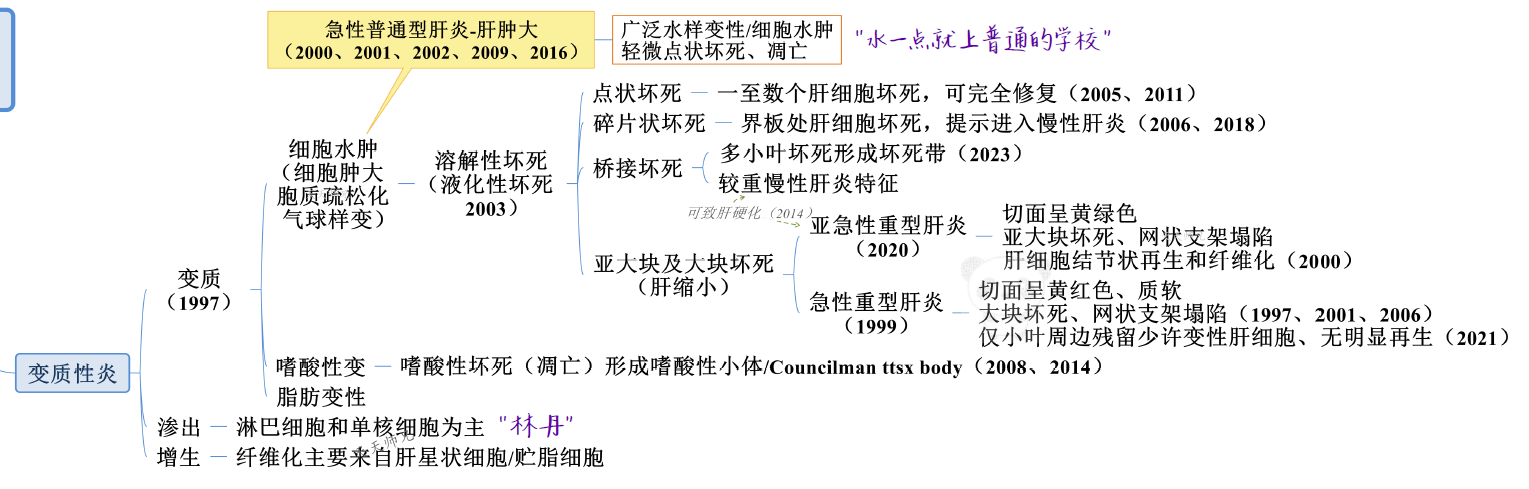 急性普通型肝炎-肝肿大
（2000、2001、2002、2009、2016）
广泛水样变性/细胞水肿
轻微点状坏死、凋亡
"水一点就上普通的学校"
点状坏死
一至数个肝细胞坏死，可完全修复（2005、2011）
碎片状坏死
界板处肝细胞坏死，提示进入慢性肝炎（2006、2018）
细胞水肿
（细胞肿大
胞质疏松化
气球样变）
溶解性坏死
（液化性坏死
2003）
桥接坏死
多小叶坏死形成坏死带（2023）
较重慢性肝炎特征
可致肝硬化（2014）
亚大块及大块坏死
（肝缩小）
亚急性重型肝炎
（2020）
切面呈黄绿色
亚大块坏死、网状支架塌陷
肝细胞结节状再生和纤维化（2000）
急性重型肝炎
（1999）
切面呈黄红色、质软
大块坏死、网状支架塌陷（1997、2001、2006）
仅小叶周边残留少许变性肝细胞、无明显再生（2021）
变质
（1997）
嗜酸性变
嗜酸性坏死（凋亡）形成嗜酸性小体/Councilman ttsx body（2008、2014）
脂肪变性
变质性炎
渗出
淋巴细胞和单核细胞为主
"林丹"
增生
纤维化主要来自肝星状细胞/贮脂细胞